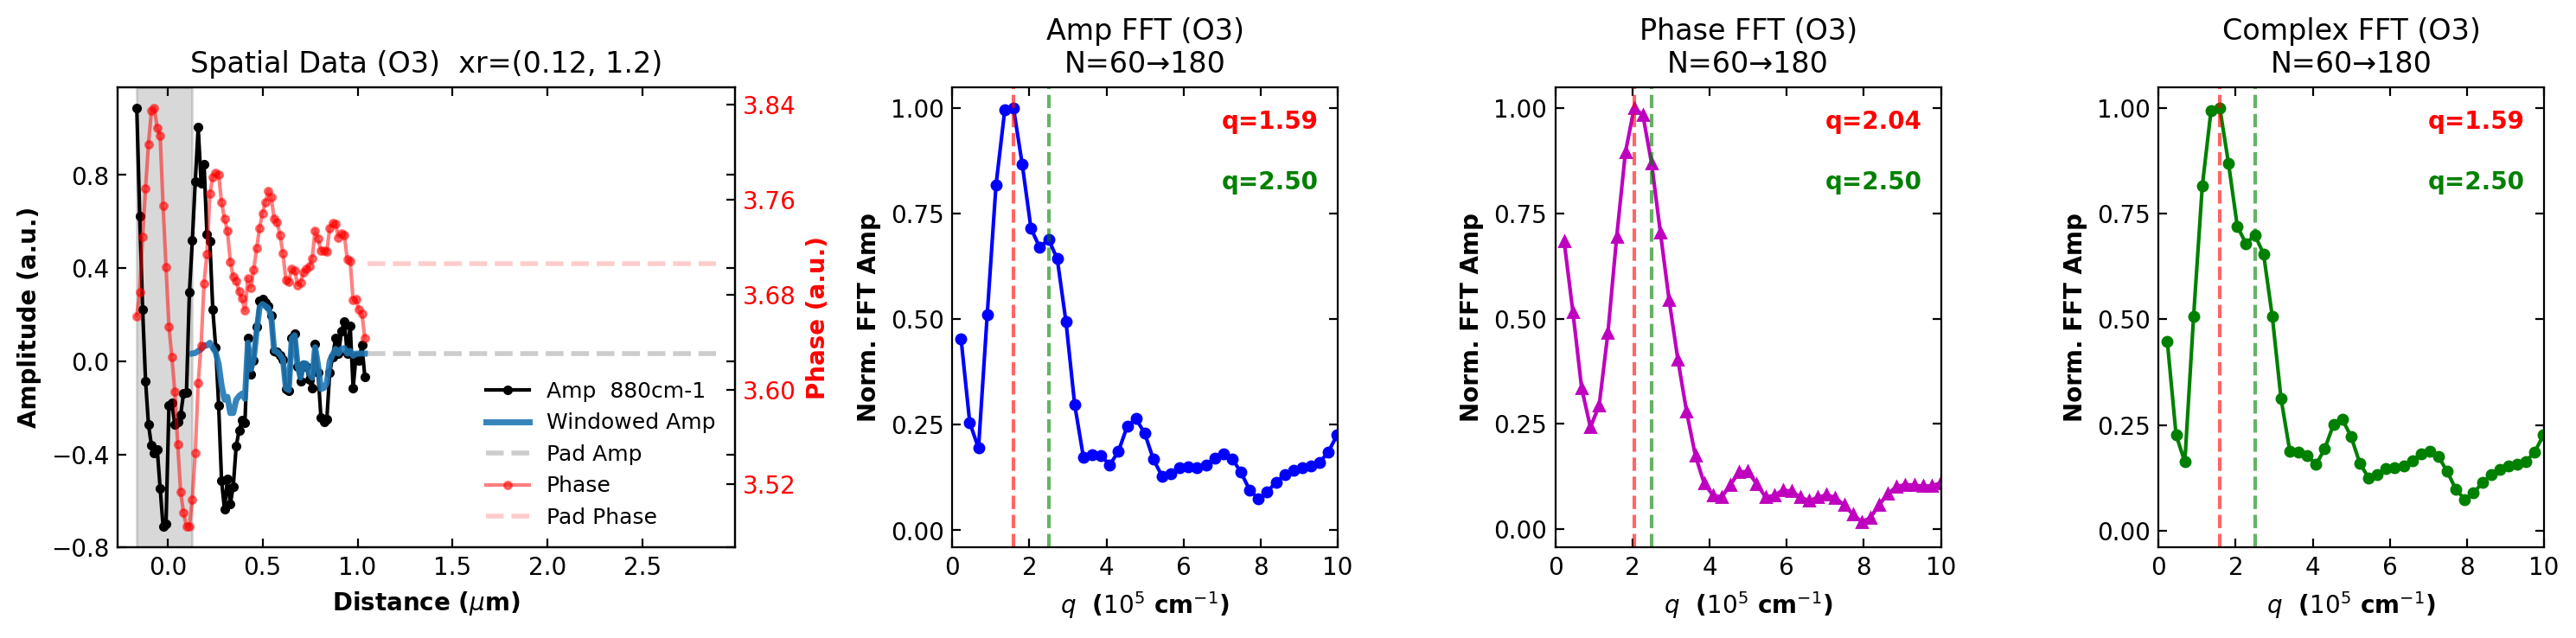 Spatial Data (O3)  xr=(0.12, 1.2)
Amplitude (a.u.)
0.8
0.4
0.0
−0.4
−0.8
0.0 0.5 1.0 1.5 2.0 2.5
Distance (μm)
3.84
3.76
3.68
3.60
3.52
Phase (a.u.)
Amp  880cm-1
Windowed Amp
Pad Amp
Phase
Pad Phase
Amp FFT (O3)
N=60→180
Norm. FFT Amp
1.00
0.75
0.50
0.25
0.00
q=1.59
q=2.50
0 2 4 6 8 10
q (10⁵ cm⁻¹)
Phase FFT (O3)
N=60→180
Norm. FFT Amp
1.00
0.75
0.50
0.25
0.00
q=2.04
q=2.50
0 2 4 6 8 10
q (10⁵ cm⁻¹)
Complex FFT (O3)
N=60→180
Norm. FFT Amp
1.00
0.75
0.50
0.25
0.00
q=1.59
q=2.50
0 2 4 6 8 10
q (10⁵ cm⁻¹)